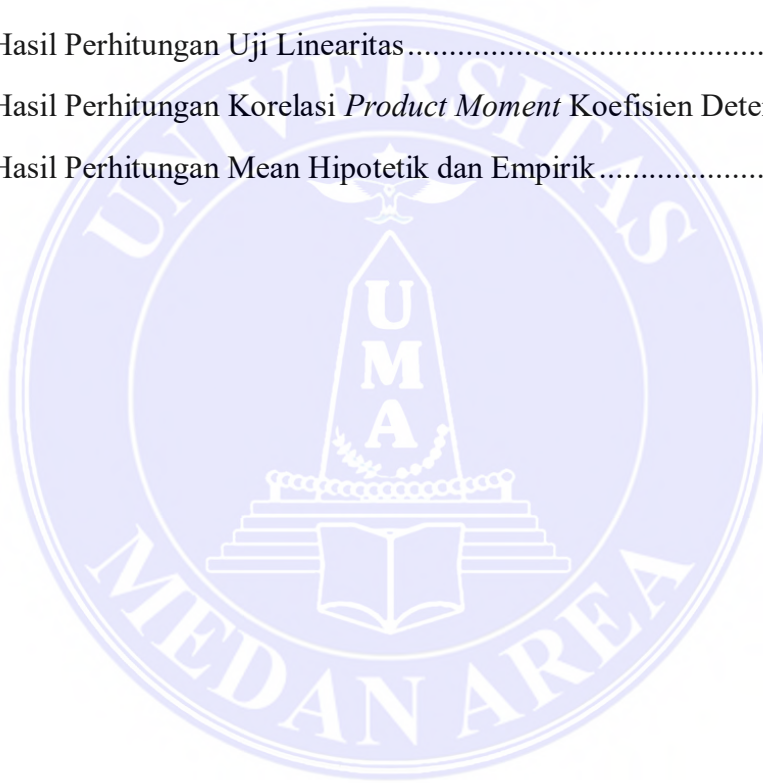 Hasil Perhitungan Uji Linearitas............................................
Hasil Perhitungan Korelasi Product Moment Koefisien Deter
Hasil Perhitungan Mean Hipotetik dan Empirik....................
UNIVERSITAS
UMA
MEDAN AREA